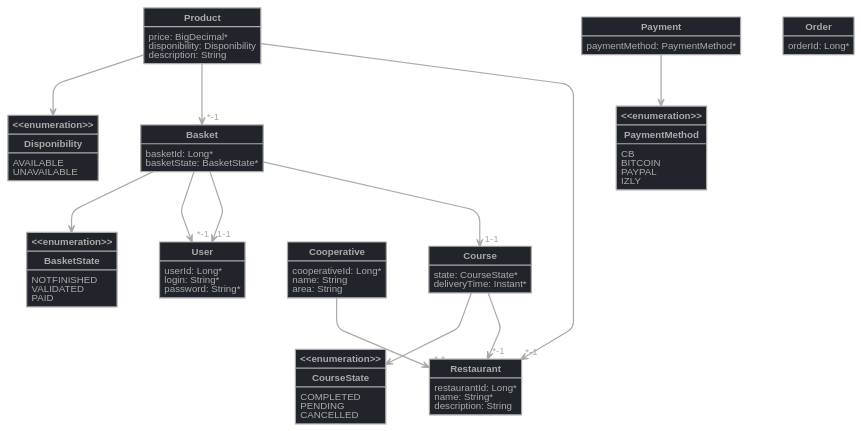 Product
price: BigDecimal*
disponibility: Disponibility
description: String
Payment
paymentMethod: PaymentMethod*
Order
orderId: Long*
*-1
<<enumeration>>
Disponibility
AVAILABLE
UNAVAILABLE
Basket
basketId: Long*
basketState: BasketState*
<<enumeration>>
PaymentMethod
CB
BITCOIN
PAYPAL
IZLY
*-1
1-1
1-1
<<enumeration>>
BasketState
NOTFINISHED
VALIDATED
PAID
User
userId: Long*
login: String*
password: String*
Cooperative
cooperativeId: Long*
name: String
area: String
Course
state: CourseState*
deliveryTime: Instant*
*-*
*-1
*-1
<<enumeration>>
CourseState
COMPLETED
PENDING
CANCELLED
Restaurant
restaurantId: Long*
name: String*
description: String